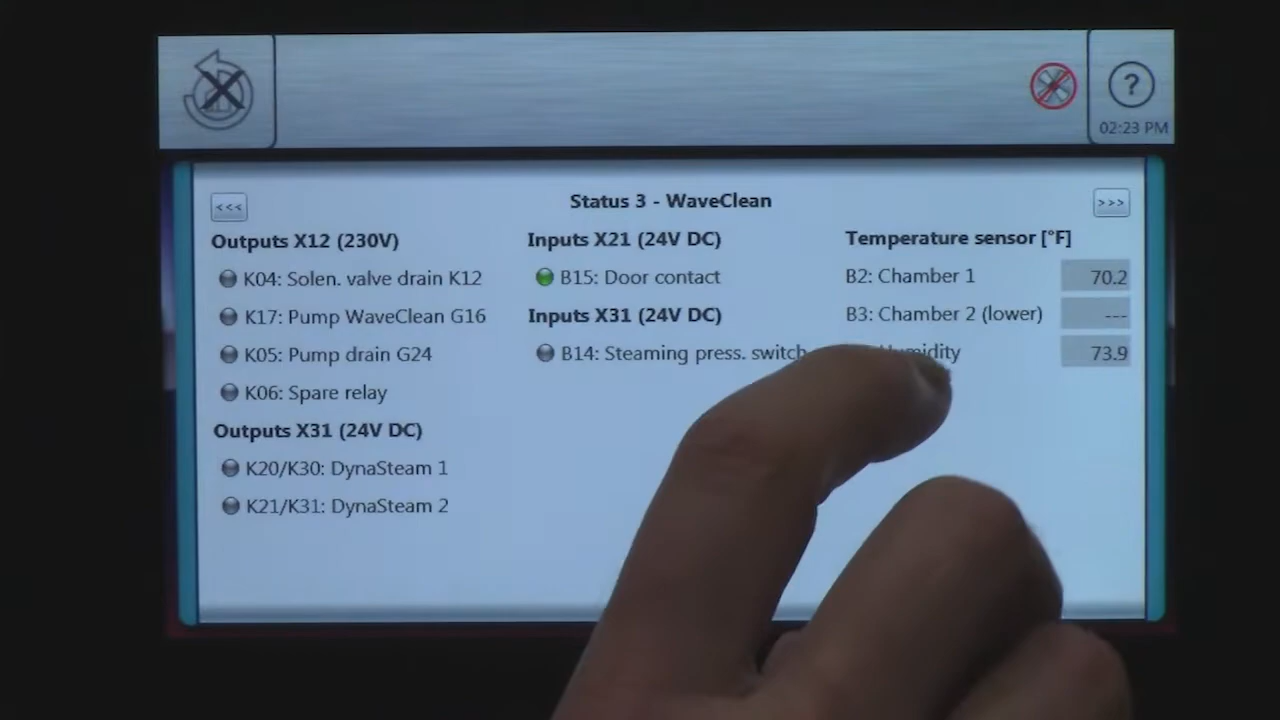 ?
02:23 PM
<<<
Status 3 - WaveClean
>>>
Outputs X12 (230V)
K04: Solen. valve drain K12
K17: Pump WaveClean G16
K05: Pump drain G24
K06: Spare relay
Outputs X31 (24V DC)
K20/K30: DynaSteam 1
K21/K31: DynaSteam 2
Inputs X21 (24V DC)
B15: Door contact
Inputs X31 (24V DC)
B14: Steaming press. switch
Temperature sensor [°F]
B2: Chamber 1 70.2
B3: Chamber 2 (lower) ---
Humidity 73.9